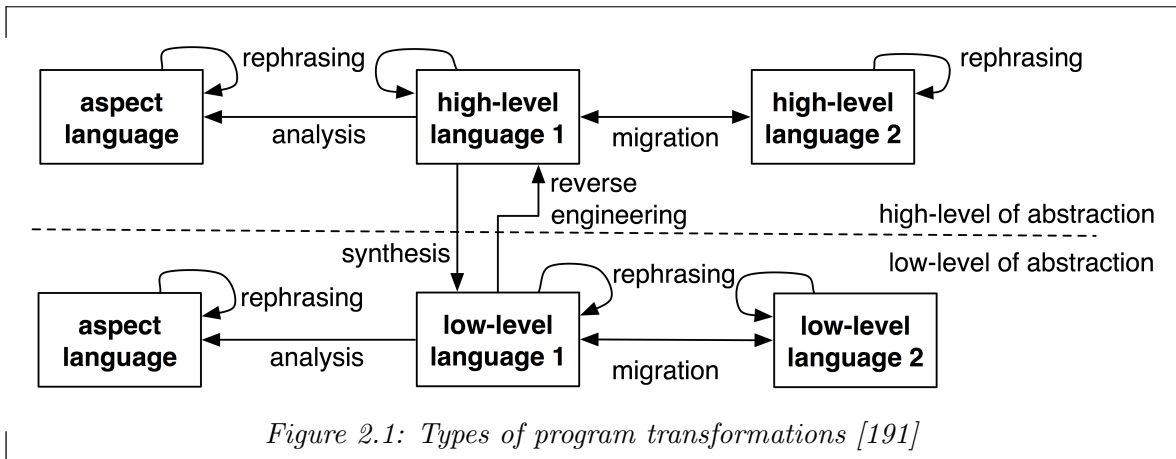 rephrasing
rephrasing
aspect
language
high-level
language 1
high-level
language 2
analysis
migration
reverse
engineering
high-level of abstraction
synthesis
low-level of abstraction
rephrasing
rephrasing
aspect
language
low-level
language 1
low-level
language 2
analysis
migration
Figure 2.1: Types of program transformations [191]